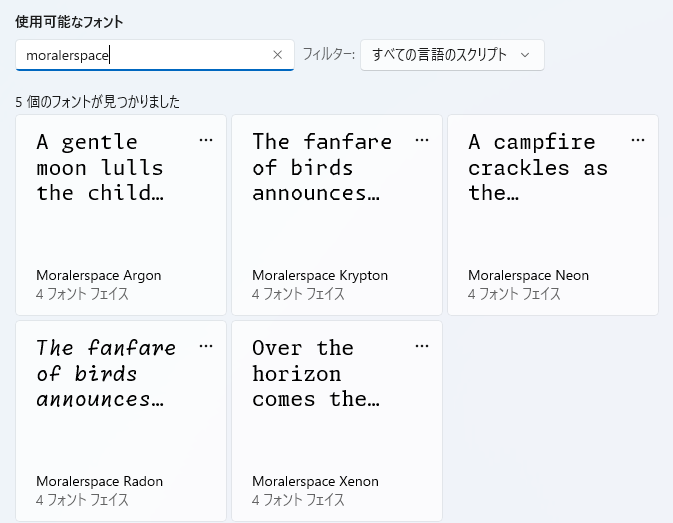 使用可能なフォント
moralerspace
フィルター: すべての言語のスクリプト
5 個のフォントが見つかりました
A gentle
moon lulls
the child…
Moralerspace Argon
4 フォント フェイス
The fanfare
of birds
announces…
Moralerspace Krypton
4 フォント フェイス
A campfire
crackles as
the…
Moralerspace Neon
4 フォント フェイス
The fanfare
of birds
announces…
Moralerspace Radon
4 フォント フェイス
Over the
horizon
comes the…
Moralerspace Xenon
4 フォント フェイス